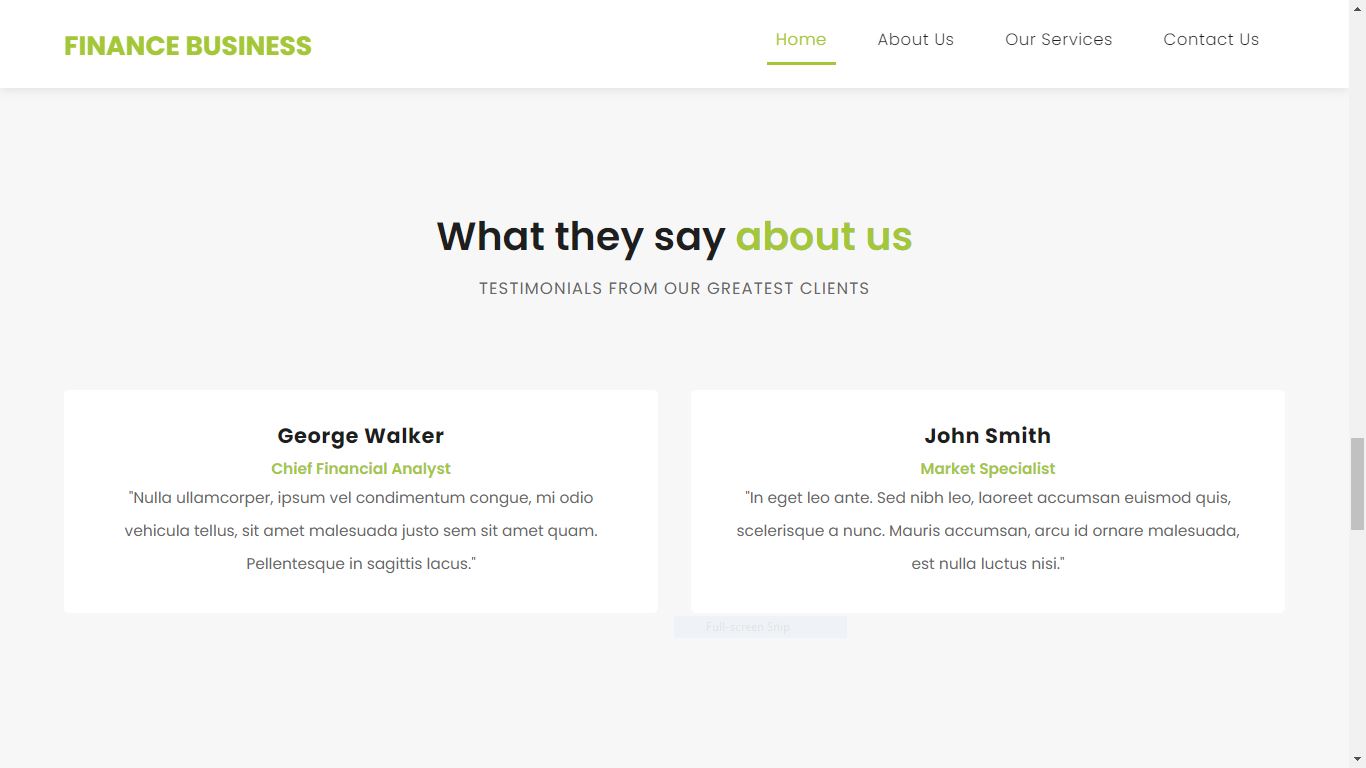 FINANCE BUSINESS
Home
About Us
Our Services
Contact Us
What they say about us
TESTIMONIALS FROM OUR GREATEST CLIENTS
George Walker
Chief Financial Analyst
"Nulla ullamcorper, ipsum vel condimentum congue, mi odio
vehicula tellus, sit amet malesuada justo sem sit amet quam.
Pellentesque in sagittis lacus."
John Smith
Market Specialist
"In eget leo ante. Sed nibh leo, laoreet accumsan euismod quis,
scelerisque a nunc. Mauris accumsan, arcu id ornare malesuada,
est nulla luctus nisi."
Full-screen Snip